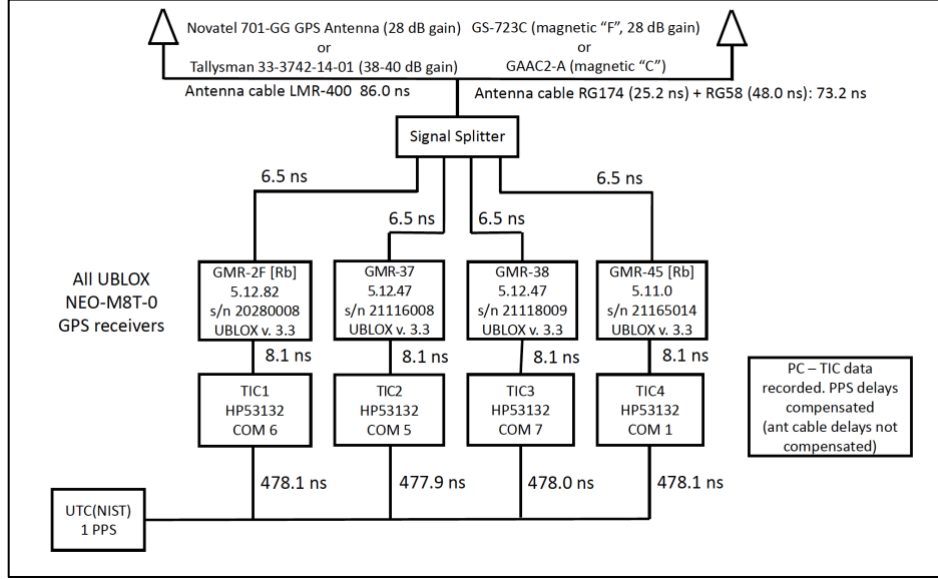 Novatel 701-GG GPS Antenna (28 dB gain)
or
Tallysman 33-3742-14-01 (38-40 dB gain)
Antenna cable LMR-400 86.0 ns
GS-723C (magnetic “F”, 28 dB gain)
or
GAAC2-A (magnetic “C”)
Antenna cable RG174 (25.2 ns) + RG58 (48.0 ns): 73.2 ns
Signal Splitter
6.5 ns
6.5 ns
6.5 ns
6.5 ns
All UBLOX
NEO-M8T-0
GPS receivers
GMR-2F [Rb]
5.12.82
s/n 20280008
UBLOX v. 3.3
GMR-37
5.12.47
s/n 21116008
UBLOX v. 3.3
GMR-38
5.12.47
s/n 21118009
UBLOX v. 3.3
GMR-45 [Rb]
5.11.0
s/n 21165014
UBLOX v. 3.3
8.1 ns
8.1 ns
8.1 ns
8.1 ns
TIC1
HP53132
COM 6
TIC2
HP53132
COM 5
TIC3
HP53132
COM 7
TIC4
HP53132
COM 1
PC – TIC data
recorded. PPS delays
compensated
(ant cable delays not
compensated)
478.1 ns
477.9 ns
478.0 ns
478.1 ns
UTC(NIST)
1 PPS